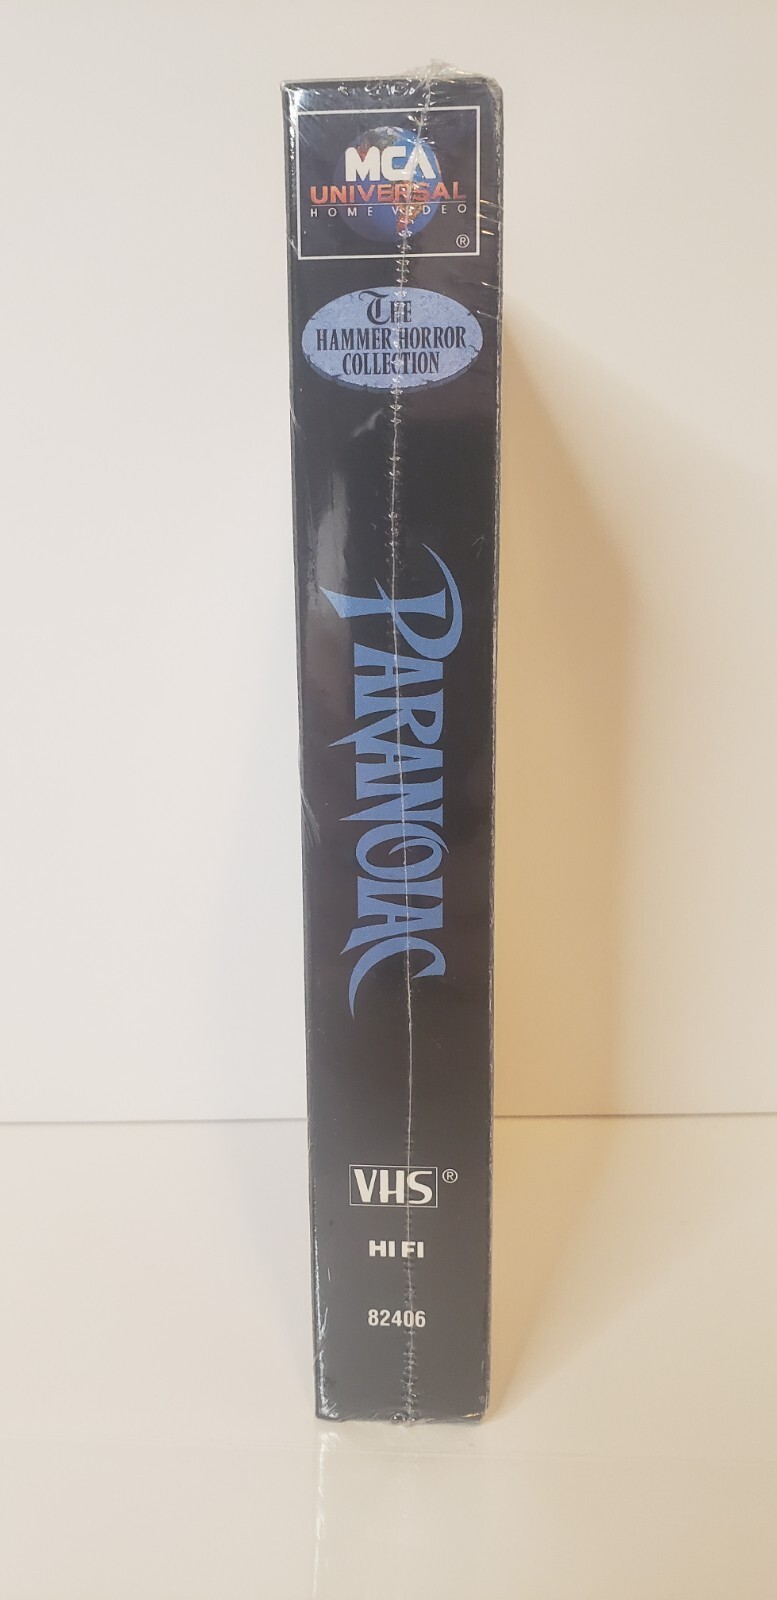 MCA
UNIVERSAL
HOME VIDEO
®
THE
HAMMER HORROR
COLLECTION
PARANOIAC
VHS®
HI FI
82406